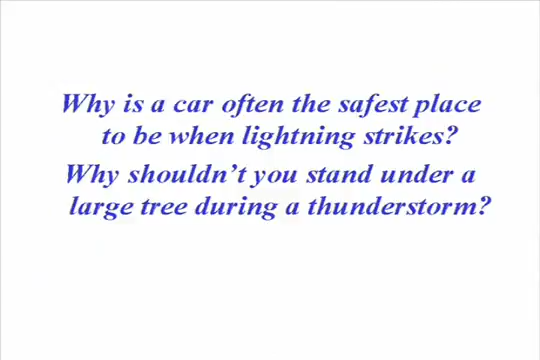 Why is a car often the safest place
to be when lightning strikes?
Why shouldn’t you stand under a
large tree during a thunderstorm?